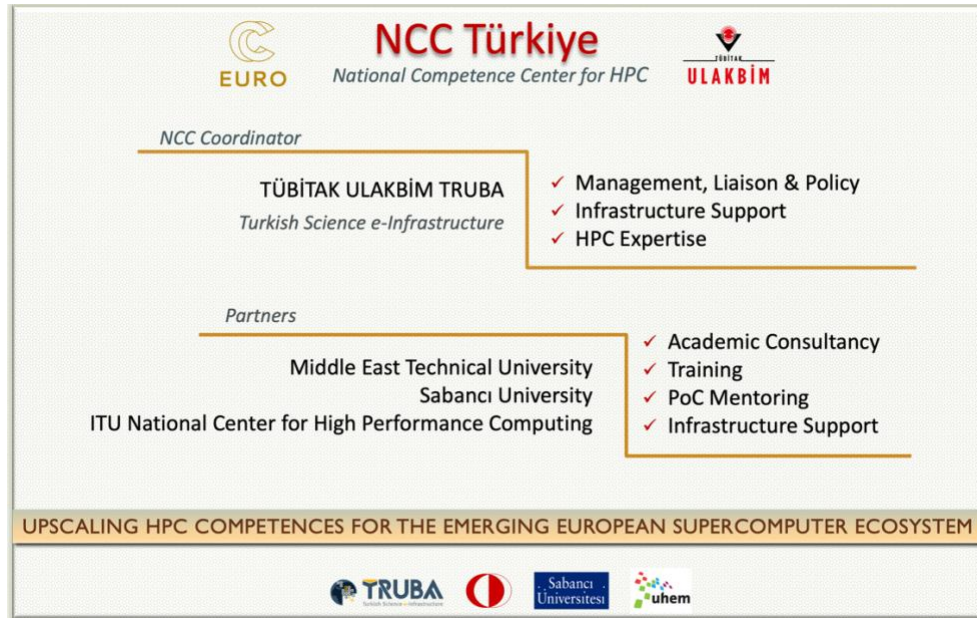 EURO
NCC Türkiye
National Competence Center for HPC
TÜBİTAK
ULAKBİM
NCC Coordinator
TÜBİTAK ULAKBİM TRUBA
Turkish Science e-Infrastructure
✓ Management, Liaison & Policy
✓ Infrastructure Support
✓ HPC Expertise
Partners
Middle East Technical University
Sabancı University
ITU National Center for High Performance Computing
✓ Academic Consultancy
✓ Training
✓ PoC Mentoring
✓ Infrastructure Support
UPSCALING HPC COMPETENCES FOR THE EMERGING EUROPEAN SUPERCOMPUTER ECOSYSTEM
TRUBA
Turkish Science e-Infrastructure
Sabancı
Üniversitesi
uhem